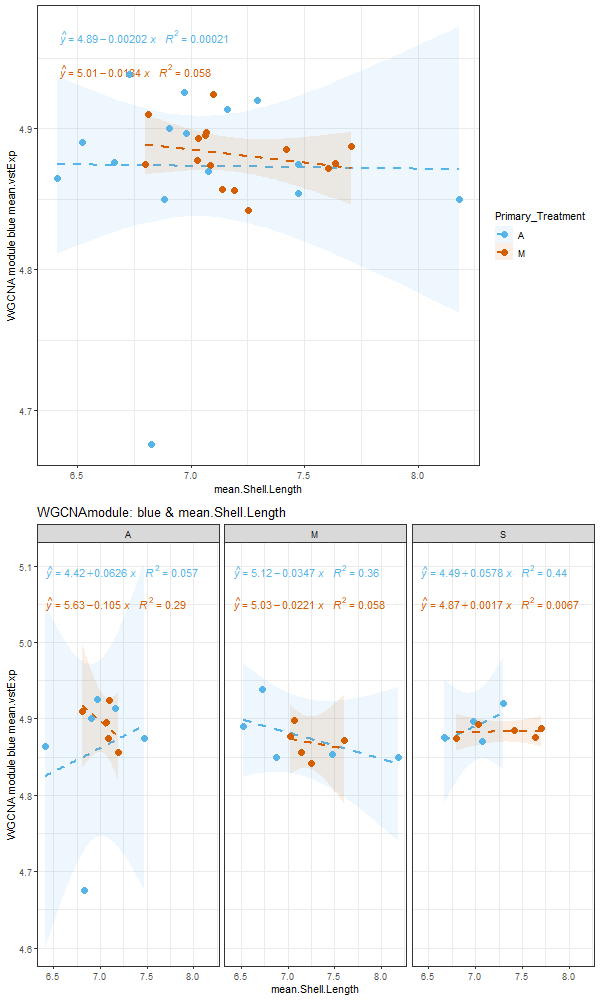 ŷ = 4.89 − 0.00202 x R² = 0.00021
ŷ = 5.01 − 0.0184 x R² = 0.058
4.9
4.8
4.7
WGCNA module blue mean.vstExp
6.5 7.0 7.5 8.0
mean.Shell.Length
Primary_Treatment
A
M
WGCNAmodule: blue & mean.Shell.Length
A M S
ŷ = 4.42 + 0.0626 x R² = 0.057
ŷ = 5.63 − 0.105 x R² = 0.29
ŷ = 5.12 − 0.0347 x R² = 0.36
ŷ = 5.03 − 0.0221 x R² = 0.058
ŷ = 4.49 + 0.0578 x R² = 0.44
ŷ = 4.87 + 0.0017 x R² = 0.0067
5.1
5.0
4.9
4.8
4.7
4.6
WGCNA module blue mean.vstExp
6.5 7.0 7.5 8.0 6.5 7.0 7.5 8.0 6.5 7.0 7.5 8.0
mean.Shell.Length